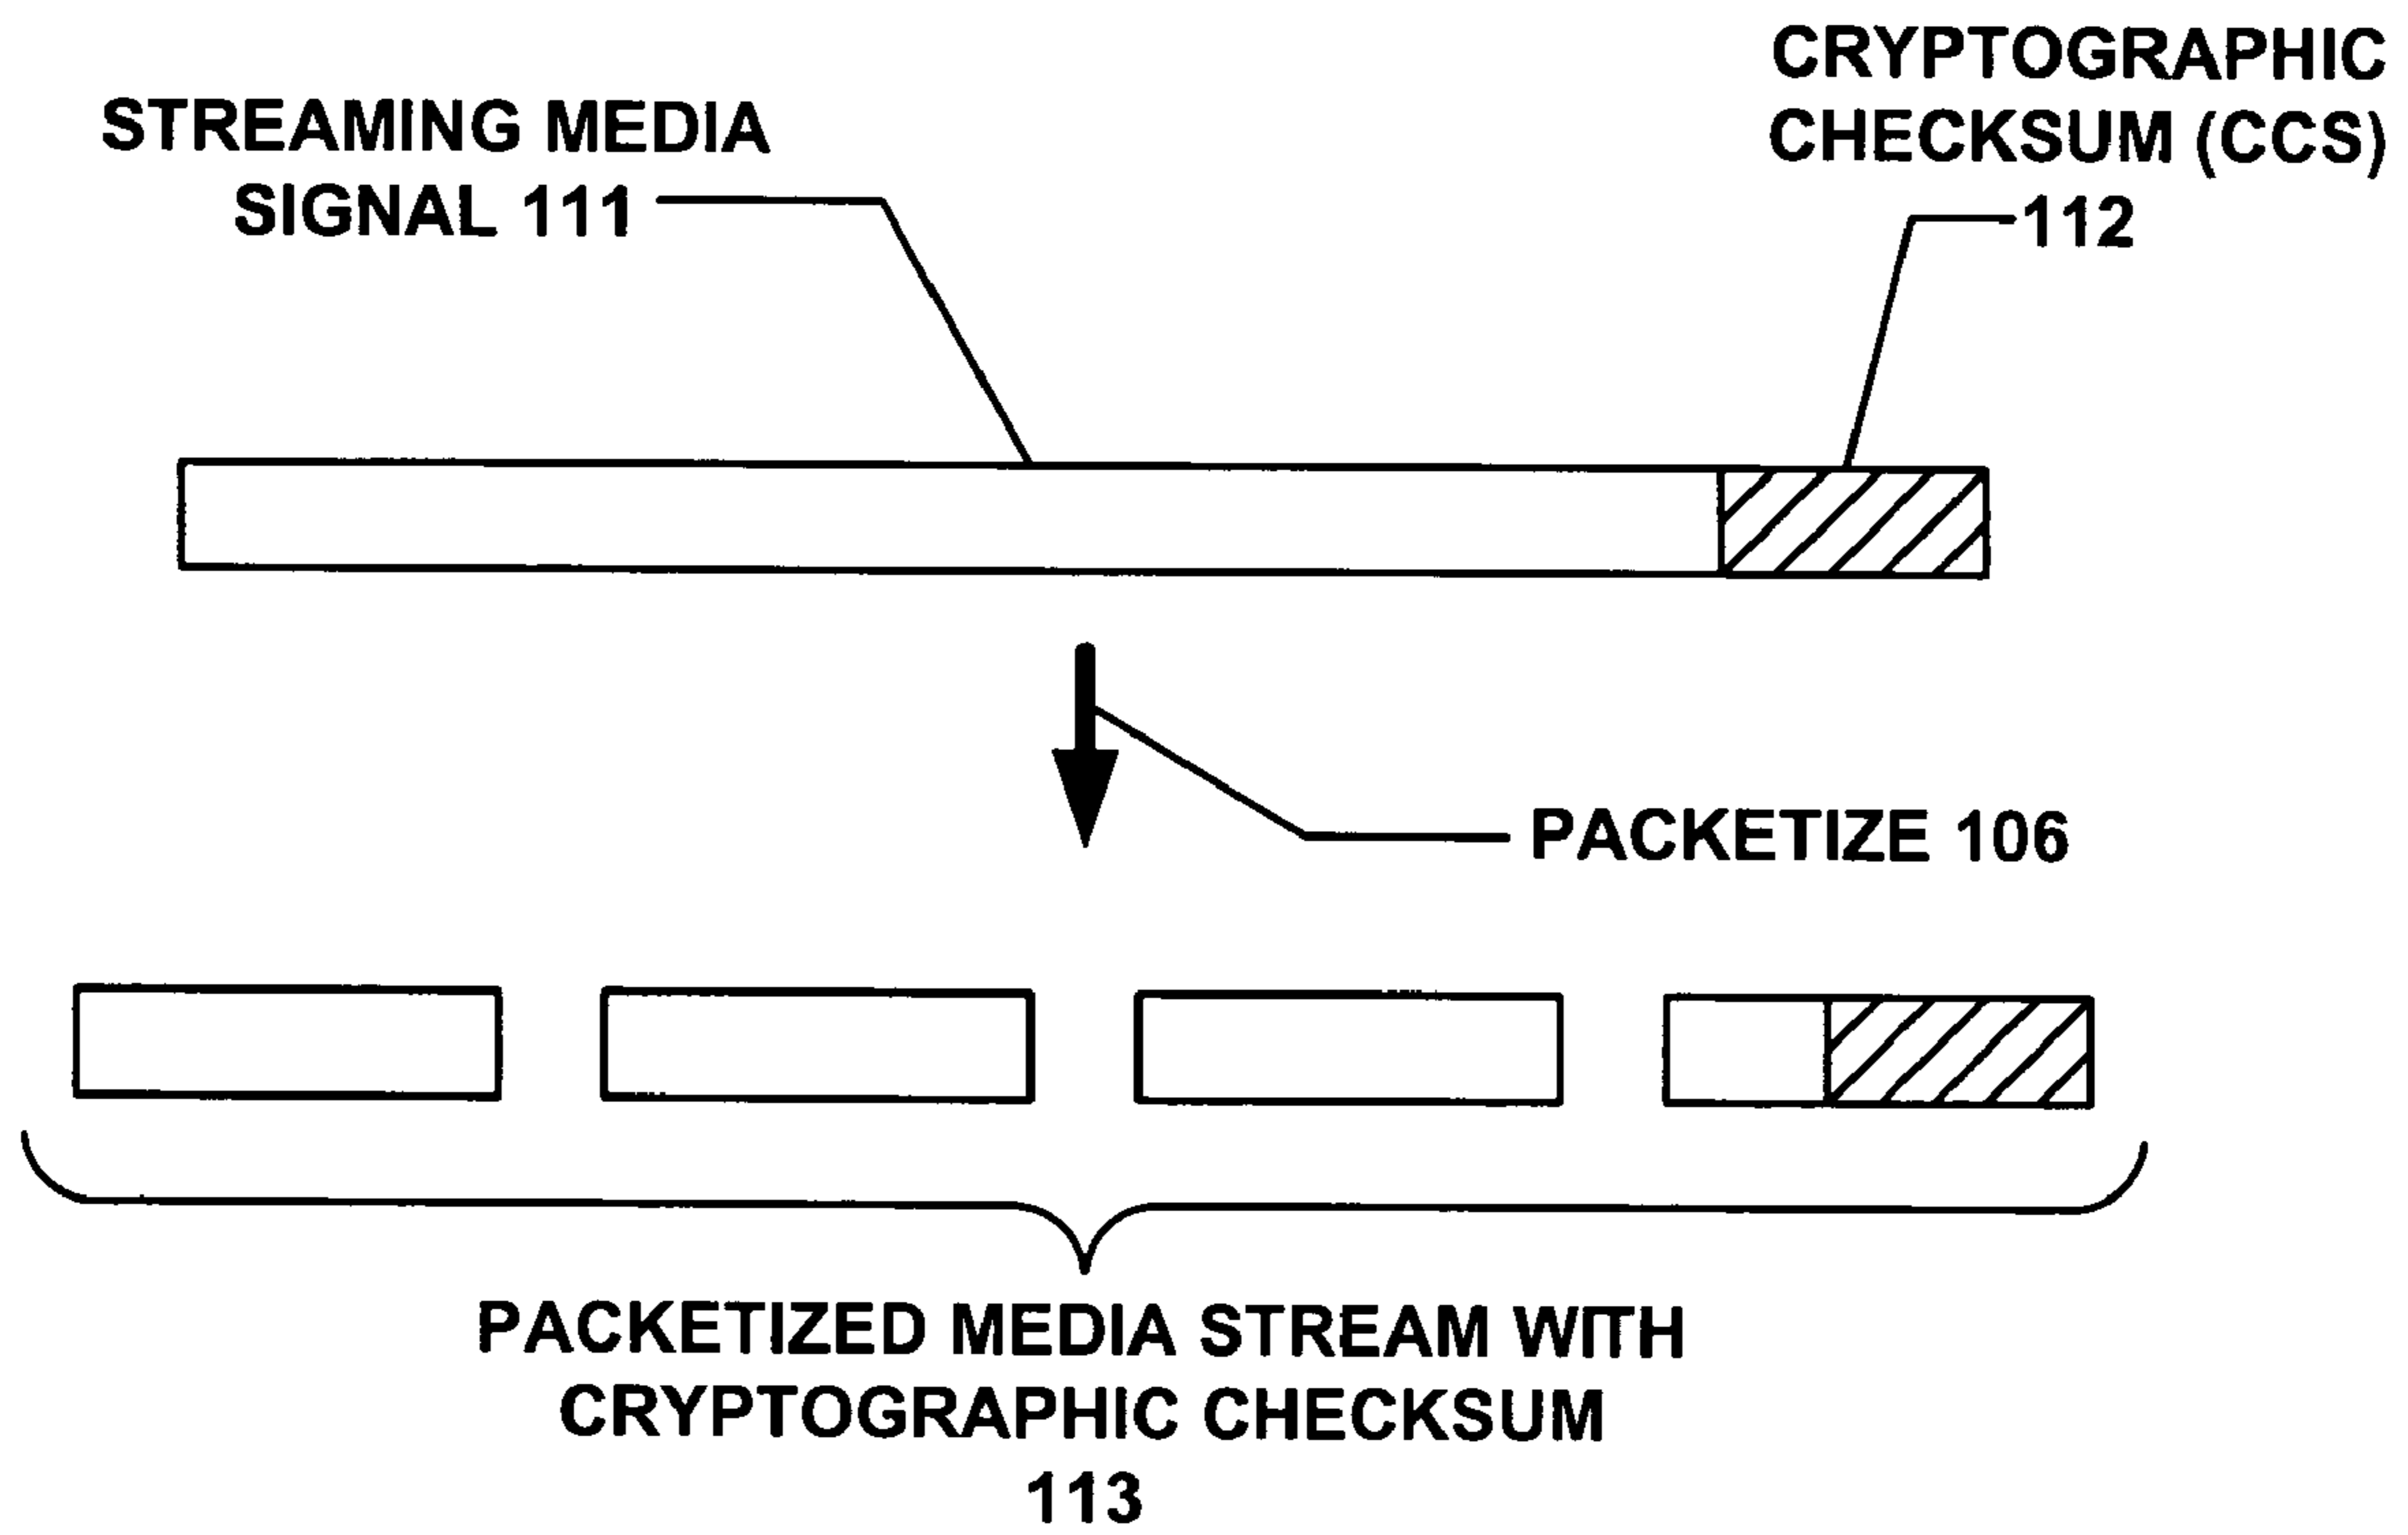 STREAMING MEDIA
SIGNAL 111
CRYPTOGRAPHIC
CHECKSUM (CCS)
112
PACKETIZE 106
PACKETIZED MEDIA STREAM WITH
CRYPTOGRAPHIC CHECKSUM
113